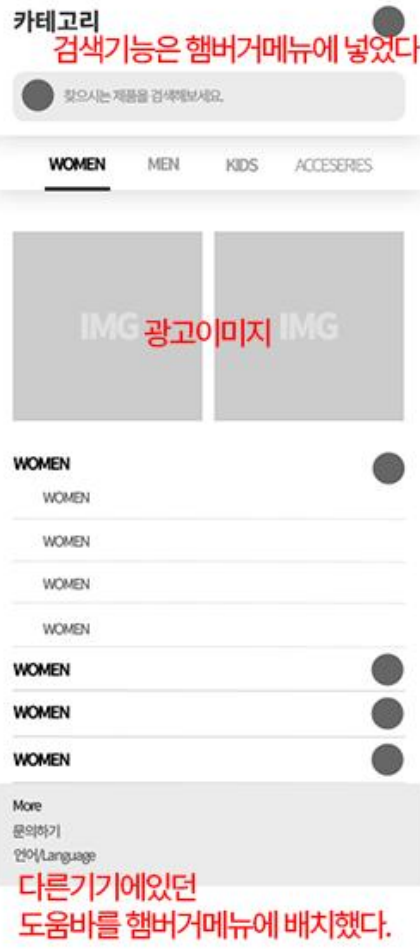 카테고리
검색기능은 햄버거메뉴에 넣었다
찾으시는 제품을 검색해보세요.
WOMEN MEN KIDS ACCESERIES
IMG 광고이미지 IMG
WOMEN
WOMEN
WOMEN
WOMEN
WOMEN
WOMEN
WOMEN
WOMEN
More
문의하기
언어/Language
다른기기에있던
도움바를 햄버거메뉴에 배치했다.